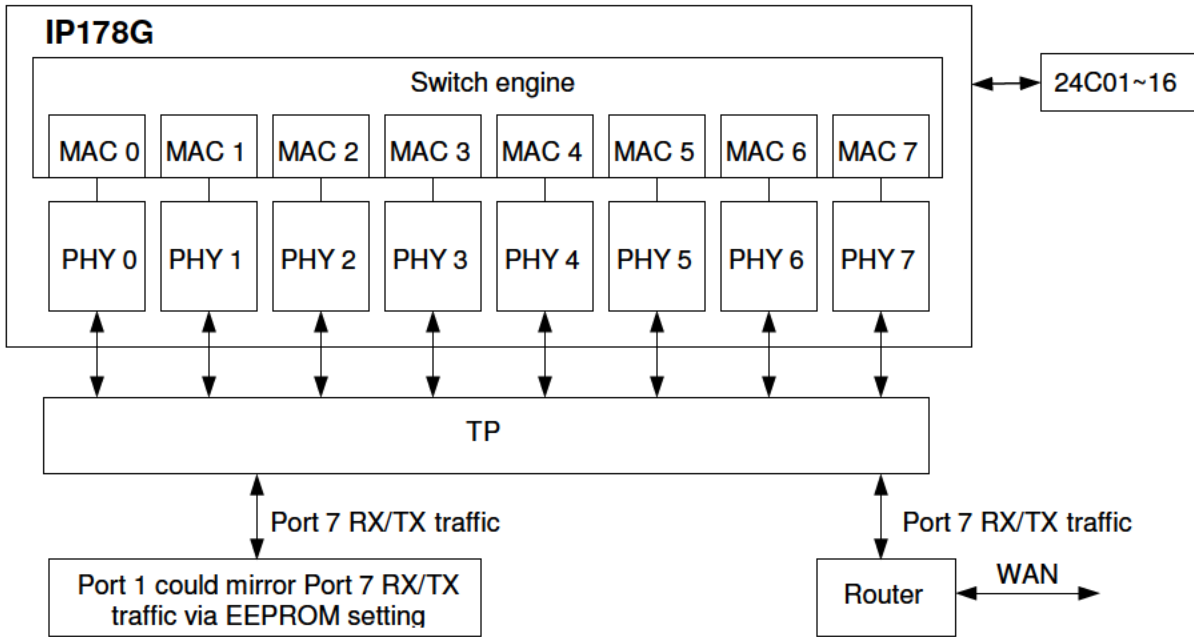 IP178G
Switch engine
24C01~16
MAC 0 MAC 1 MAC 2 MAC 3 MAC 4 MAC 5 MAC 6 MAC 7
PHY 0 PHY 1 PHY 2 PHY 3 PHY 4 PHY 5 PHY 6 PHY 7
TP
Port 7 RX/TX traffic
Port 7 RX/TX traffic
Port 1 could mirror Port 7 RX/TX
traffic via EEPROM setting
Router
WAN